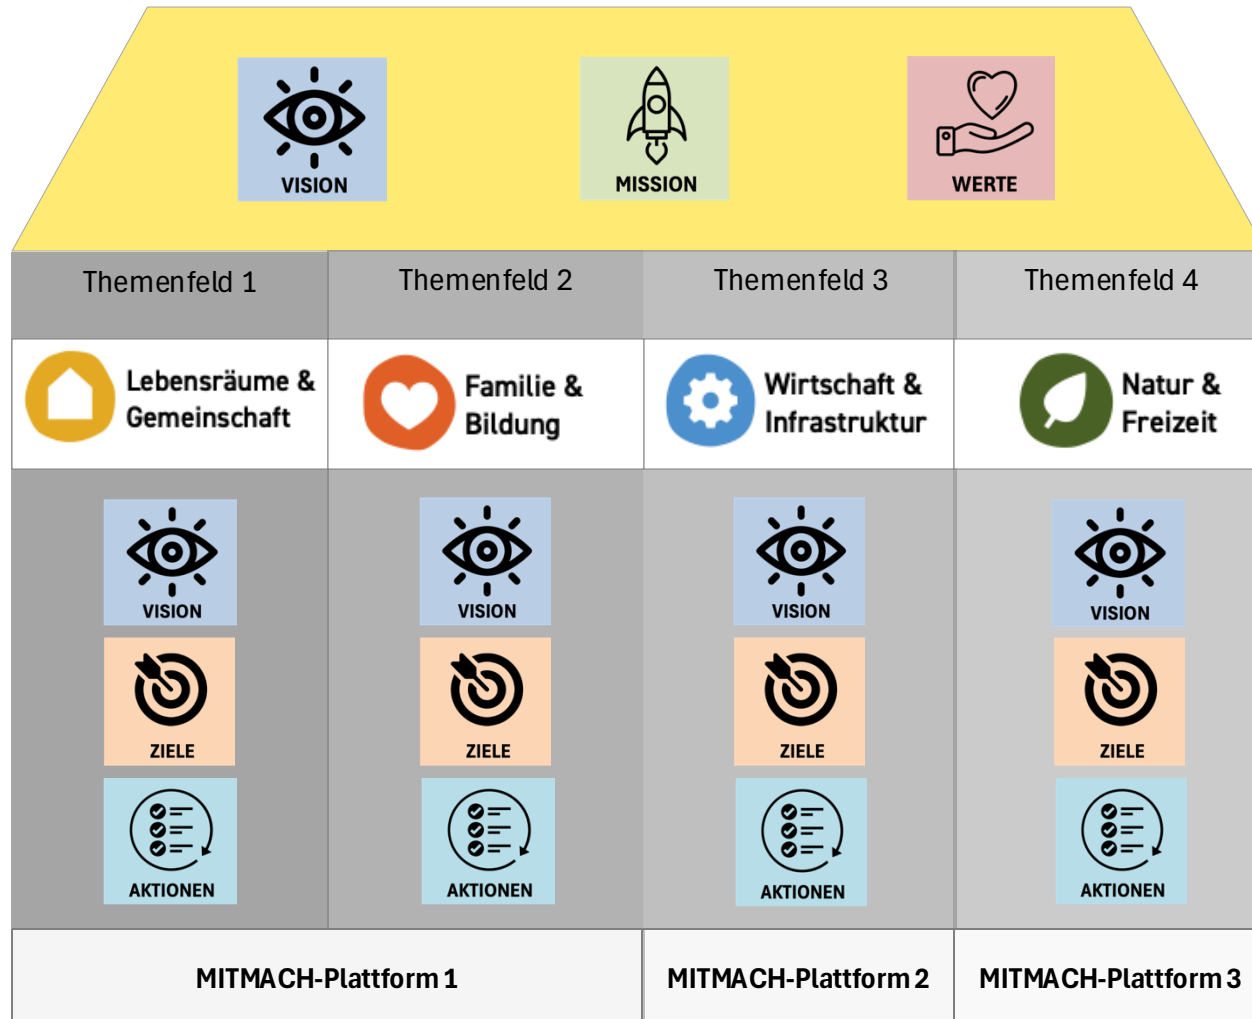 VISION
MISSION
WERTE
Themenfeld 1
Themenfeld 2
Themenfeld 3
Themenfeld 4
Lebensräume &
Gemeinschaft
Familie &
Bildung
Wirtschaft &
Infrastruktur
Natur &
Freizeit
VISION
VISION
VISION
VISION
ZIELE
ZIELE
ZIELE
ZIELE
AKTIONEN
AKTIONEN
AKTIONEN
AKTIONEN
MITMACH-Plattform 1
MITMACH-Plattform 2
MITMACH-Plattform 3